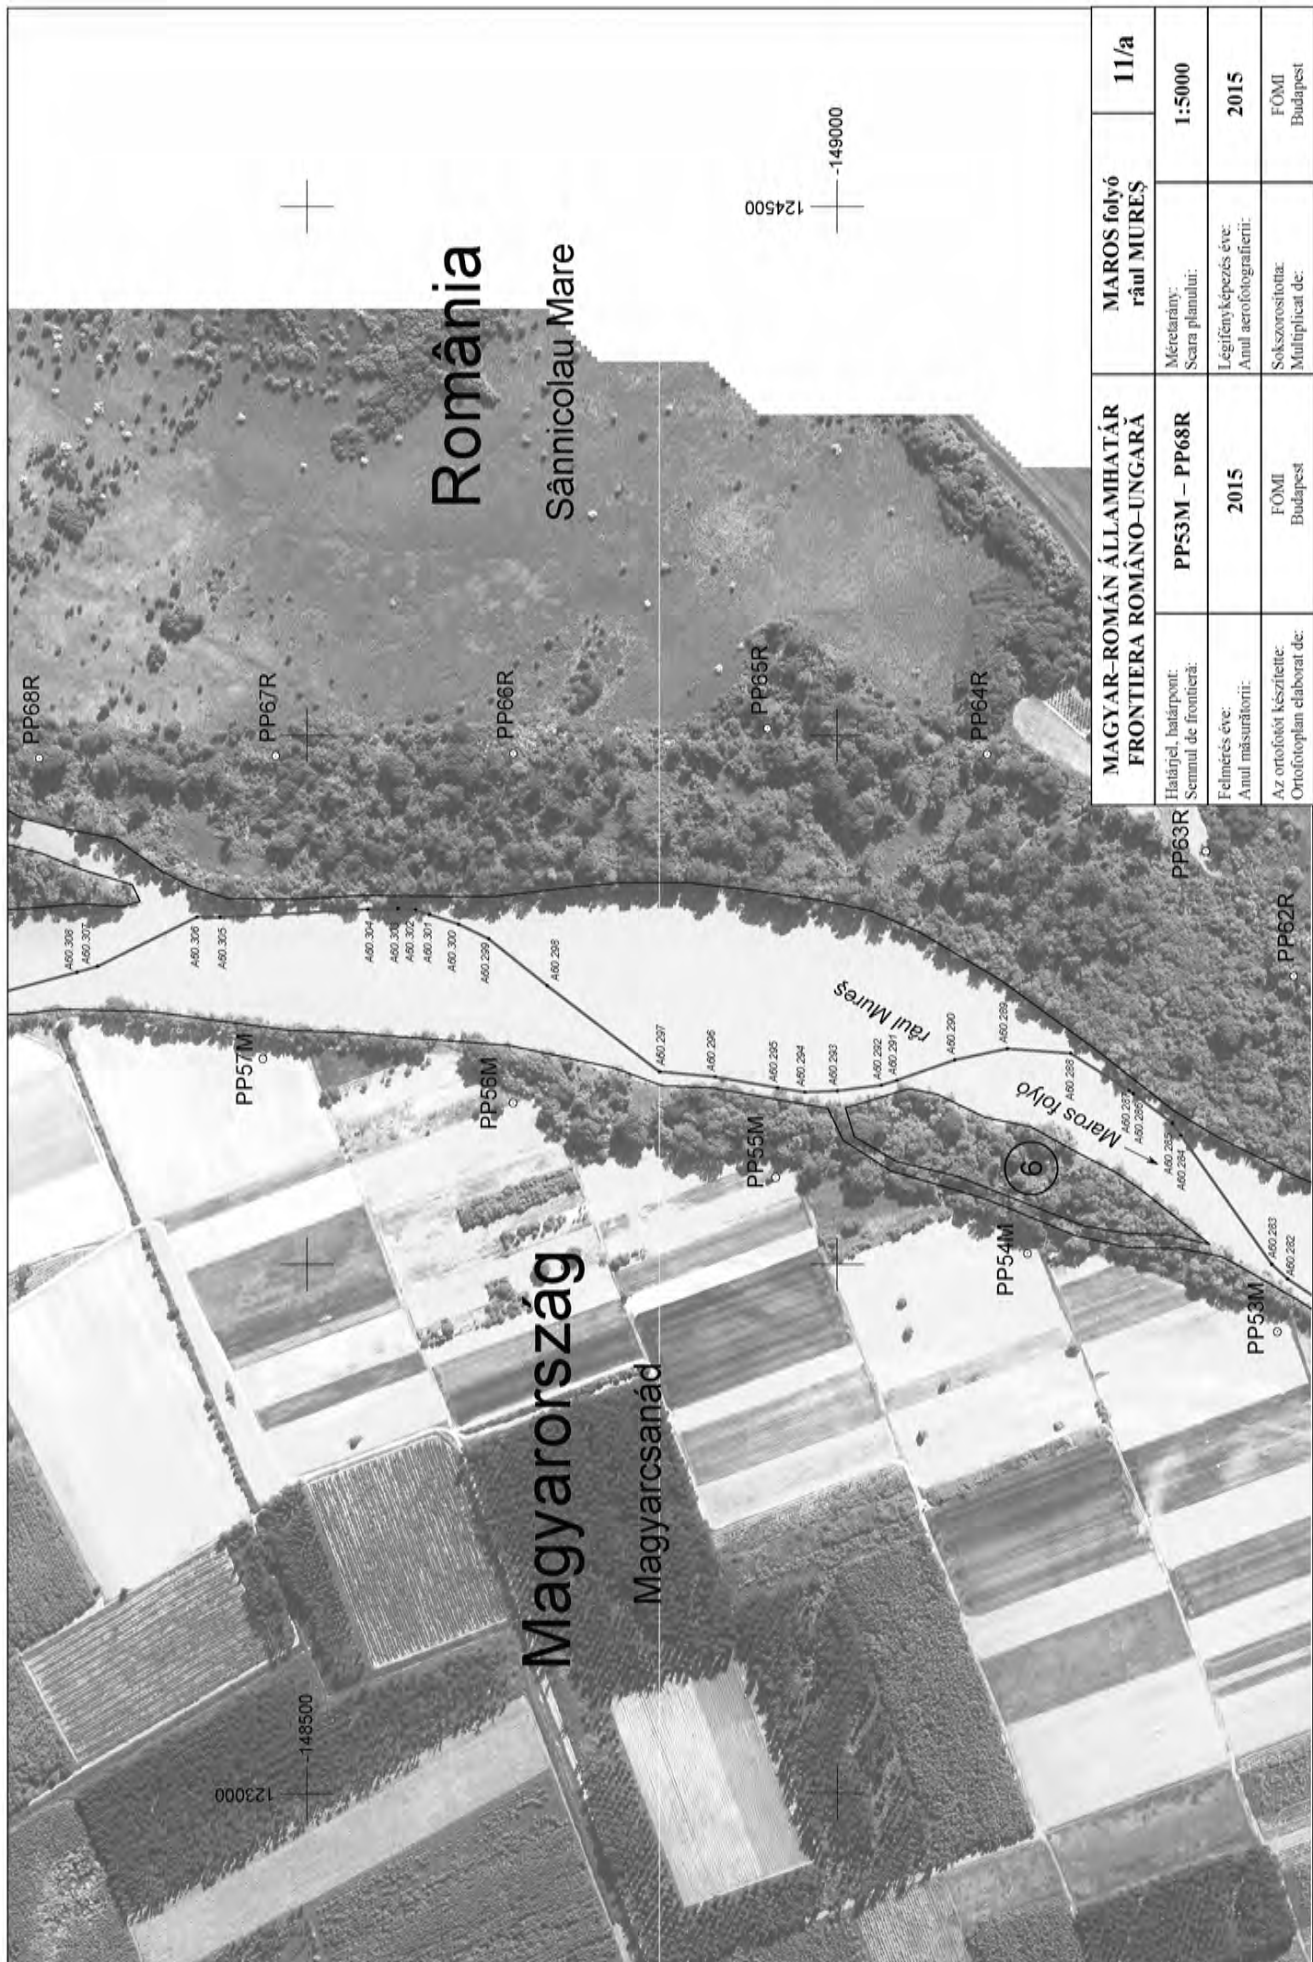 România
Sânnicolau Mare
Magyarország
Magyarcsanád
PP68R
PP67R
PP66R
PP65R
PP64R
PP63R
PP62R
PP57M
PP56M
PP55M
PP54M
PP53M
A60.308
A60.307
A60.306
A60.305
A60.304
A60.303
A60.302
A60.301
A60.300
A60.299
A60.298
A60.297
A60.296
A60.295
A60.294
A60.293
A60.292
A60.291
A60.290
A60.289
A60.288
A60.287
A60.286
A60.285
A60.284
A60.283
A60.282
râul Mureș
Maros folyó
6
124500
-149000
123000
-148500
MAGYAR–ROMÁN ÁLLAMHATÁR
FRONTIERA ROMÂNO–UNGARĂ
MAROS folyó
râul MUREȘ
11/a
Határjel, határpont:
Semnul de frontieră:
PP53M – PP68R
Méretarány:
Scara planului:
1:5000
Felmérés éve:
Anul măsurătorii:
2015
Légifényképezés éve:
Anul aerofotografierii:
2015
Az ortofotót készítette:
Ortofotoplan elaborat de:
FÖMI
Budapest
Sokszorosította:
Multiplicat de:
FÖMI
Budapest